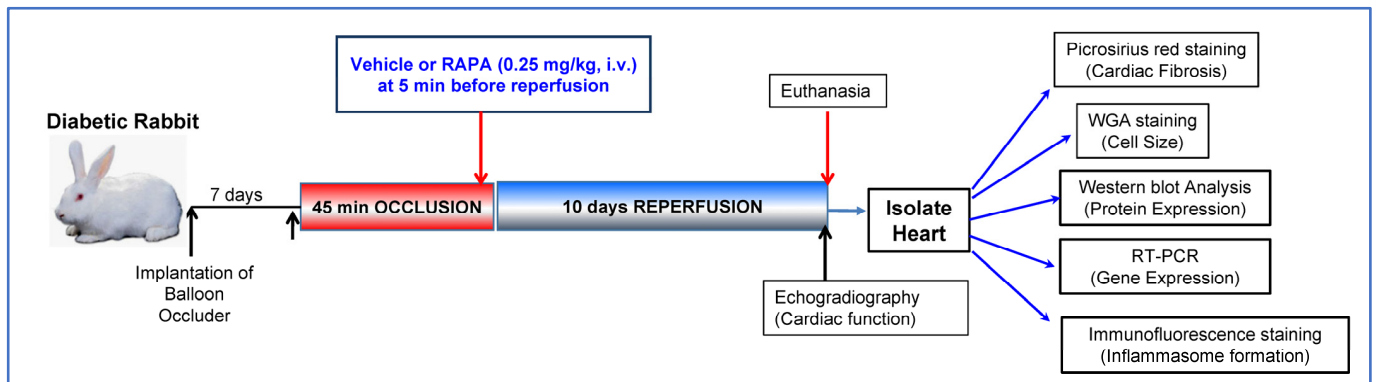 Vehicle or RAPA (0.25 mg/kg, i.v.)
at 5 min before reperfusion
Diabetic Rabbit
7 days
Implantation of
Balloon
Occluder
45 min OCCLUSION
10 days REPERFUSION
Euthanasia
Echogradiography
(Cardiac function)
Isolate
Heart
Picrosirius red staining
(Cardiac Fibrosis)
WGA staining
(Cell Size)
Western blot Analysis
(Protein Expression)
RT-PCR
(Gene Expression)
Immunofluorescence staining
(Inflammasome formation)